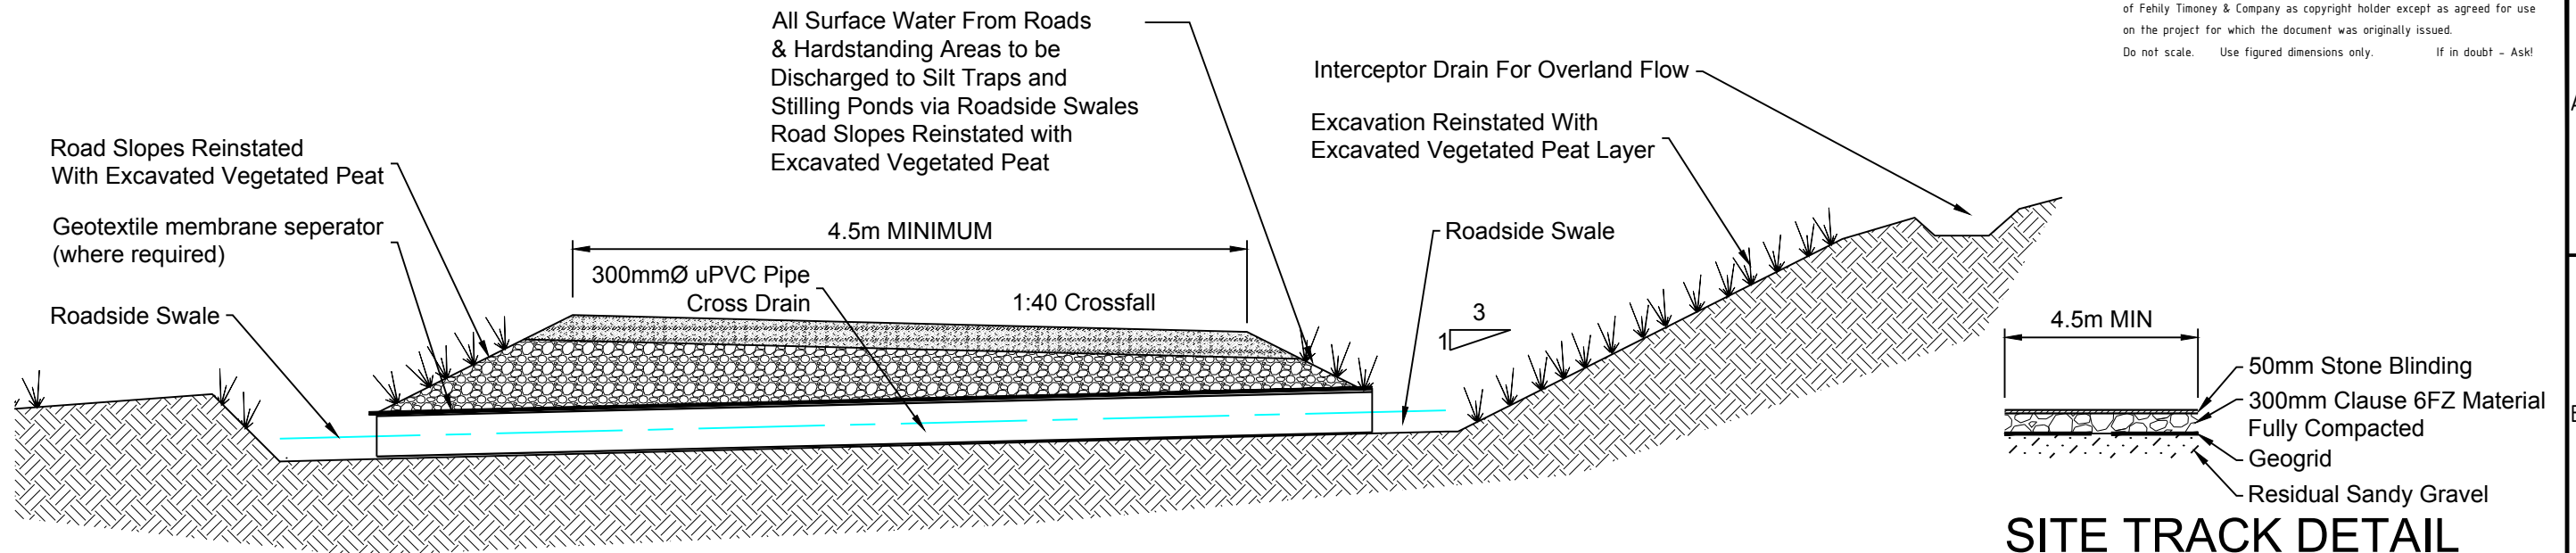 of Fehily Timoney & Company as copyright holder except as agreed for use
on the project for which the document was originally issued.
Do not scale. Use figured dimensions only. If in doubt - Ask!
All Surface Water From Roads
& Hardstanding Areas to be
Discharged to Silt Traps and
Stilling Ponds via Roadside Swales
Road Slopes Reinstated with
Excavated Vegetated Peat
Interceptor Drain For Overland Flow
Excavation Reinstated With
Excavated Vegetated Peat Layer
Road Slopes Reinstated
With Excavated Vegetated Peat
Geotextile membrane seperator
(where required)
Roadside Swale
4.5m MINIMUM
300mmØ uPVC Pipe
Cross Drain
1:40 Crossfall
Roadside Swale
3
1
4.5m MIN
50mm Stone Blinding
300mm Clause 6FZ Material
Fully Compacted
Geogrid
Residual Sandy Gravel
SITE TRACK DETAIL